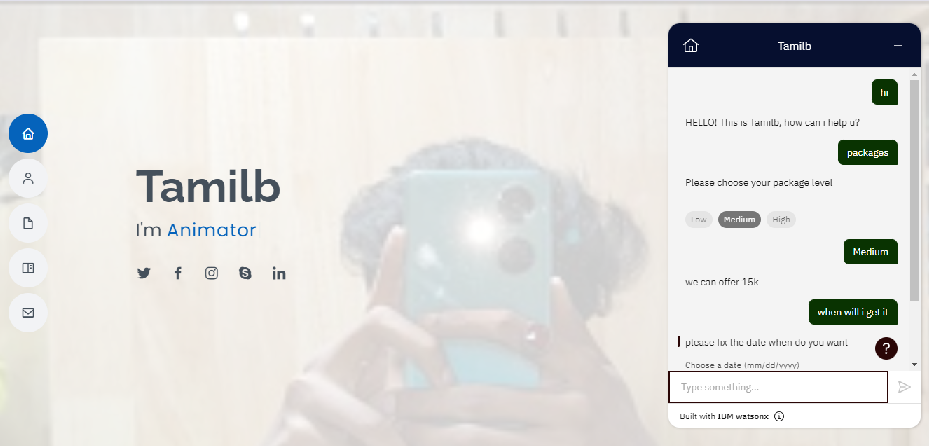 Tamilb
I'm Animator
Tamilb
hi
HELLO! This is Tamilb, how can i help u?
packages
Please choose your package level
Low Medium High
Medium
we can offer 15k
when will i get it
please fix the date when do you want
?
Choose a date (mm/dd/yyyy)
Type something...
Built with IBM watsonx